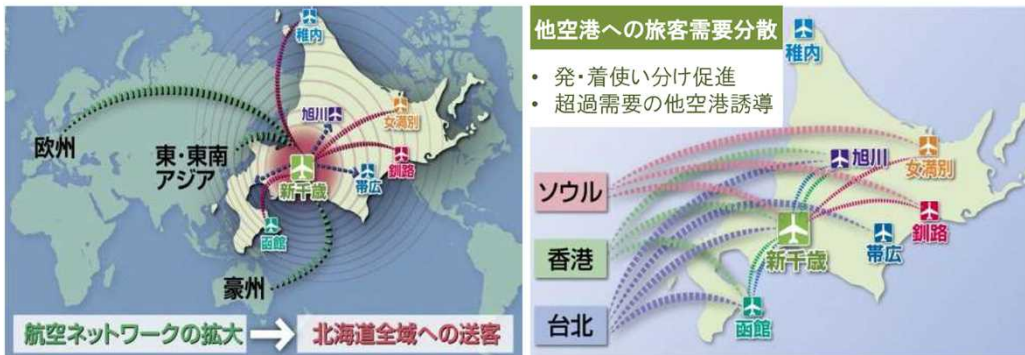 稚内
旭川
女満別
欧州
東・東南
アジア
新千歳
帯広
釧路
函館
豪州
航空ネットワークの拡大
北海道全域への送客
他空港への旅客需要分散
• 発・着使い分け促進
• 超過需要の他空港誘導
稚内
旭川
女満別
ソウル
釧路
帯広
新千歳
香港
函館
台北